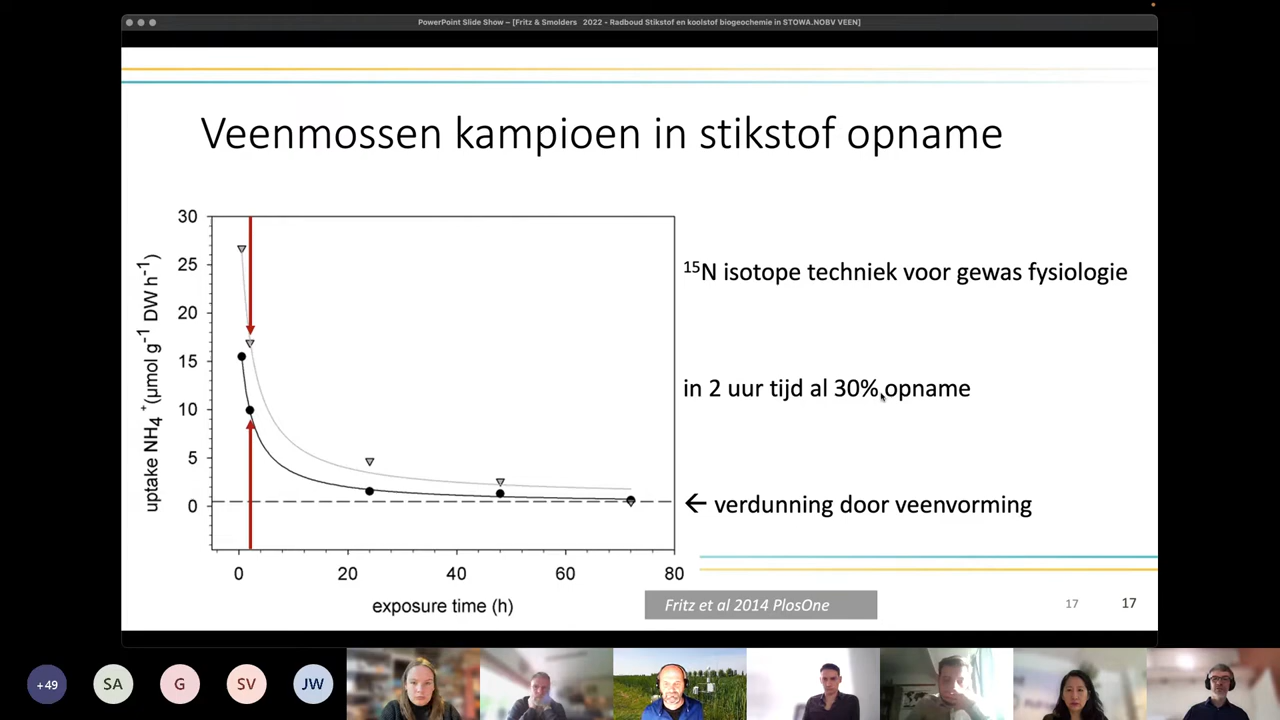 PowerPoint Slide Show – [Fritz & Smolders 2022 - Radboud Stikstof en koolstof biogeochemie in STOWA.NOBV VEEN]
Veenmossen kampioen in stikstof opname
30
25
20
15
10
5
0
uptake NH4 +(µmol g-1 DW h-1)
0 20 40 60 80
exposure time (h)
15N isotope techniek voor gewas fysiologie
in 2 uur tijd al 30% opname
← verdunning door veenvorming
Fritz et al 2014 PlosOne
17 17
+49 SA G SV JW